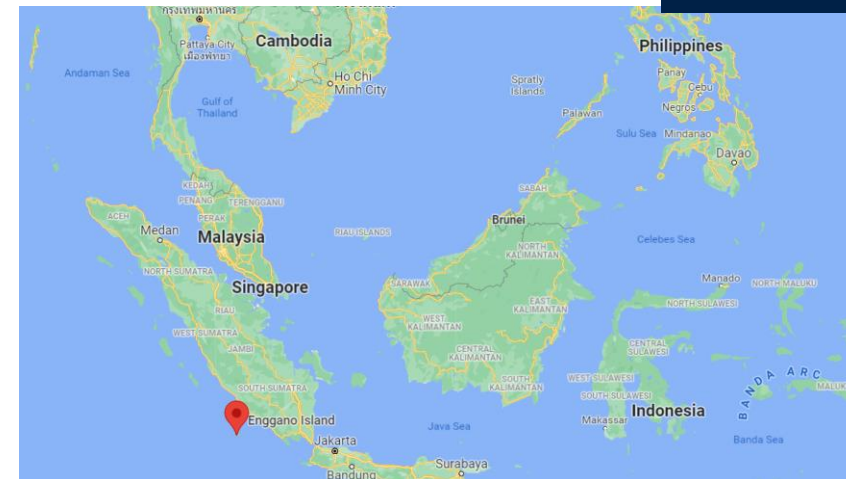 กรุงเทพมหานคร
Pattaya City
เมืองพัทยา
Cambodia
Philippines
Andaman Sea
Ho Chi
Minh City
Spratly
Islands
Panay
Cebu
Gulf of
Thailand
Palawan
Negros
Sulu Sea
Mindanao
Davao
KEDAH
PENANG
TERENGGANU
PERAK
SABAH
ACEH
Medan
Malaysia
RIAU ISLANDS
Brunei
Celebes Sea
NORTH
KALIMANTAN
NORTH SUMATRA
Singapore
SARAWAK
Manado
NORTH MALUKU
EAST
KALIMANTAN
NORTH SULAWESI
RIAU
WEST
KALIMANTAN
WEST SUMATRA
JAMBI
CENTRAL
KALIMANTAN
CENTRAL
SULAWESI
SOUTH SUMATRA
SOUTH
KALIMANTAN
WEST SULAWESI
SOUTH SULAWESI
BANDA ARC
MALUK
Enggano Island
Java Sea
Makassar
Indonesia
Jakarta
Banda Sea
Bandung
Surabaya